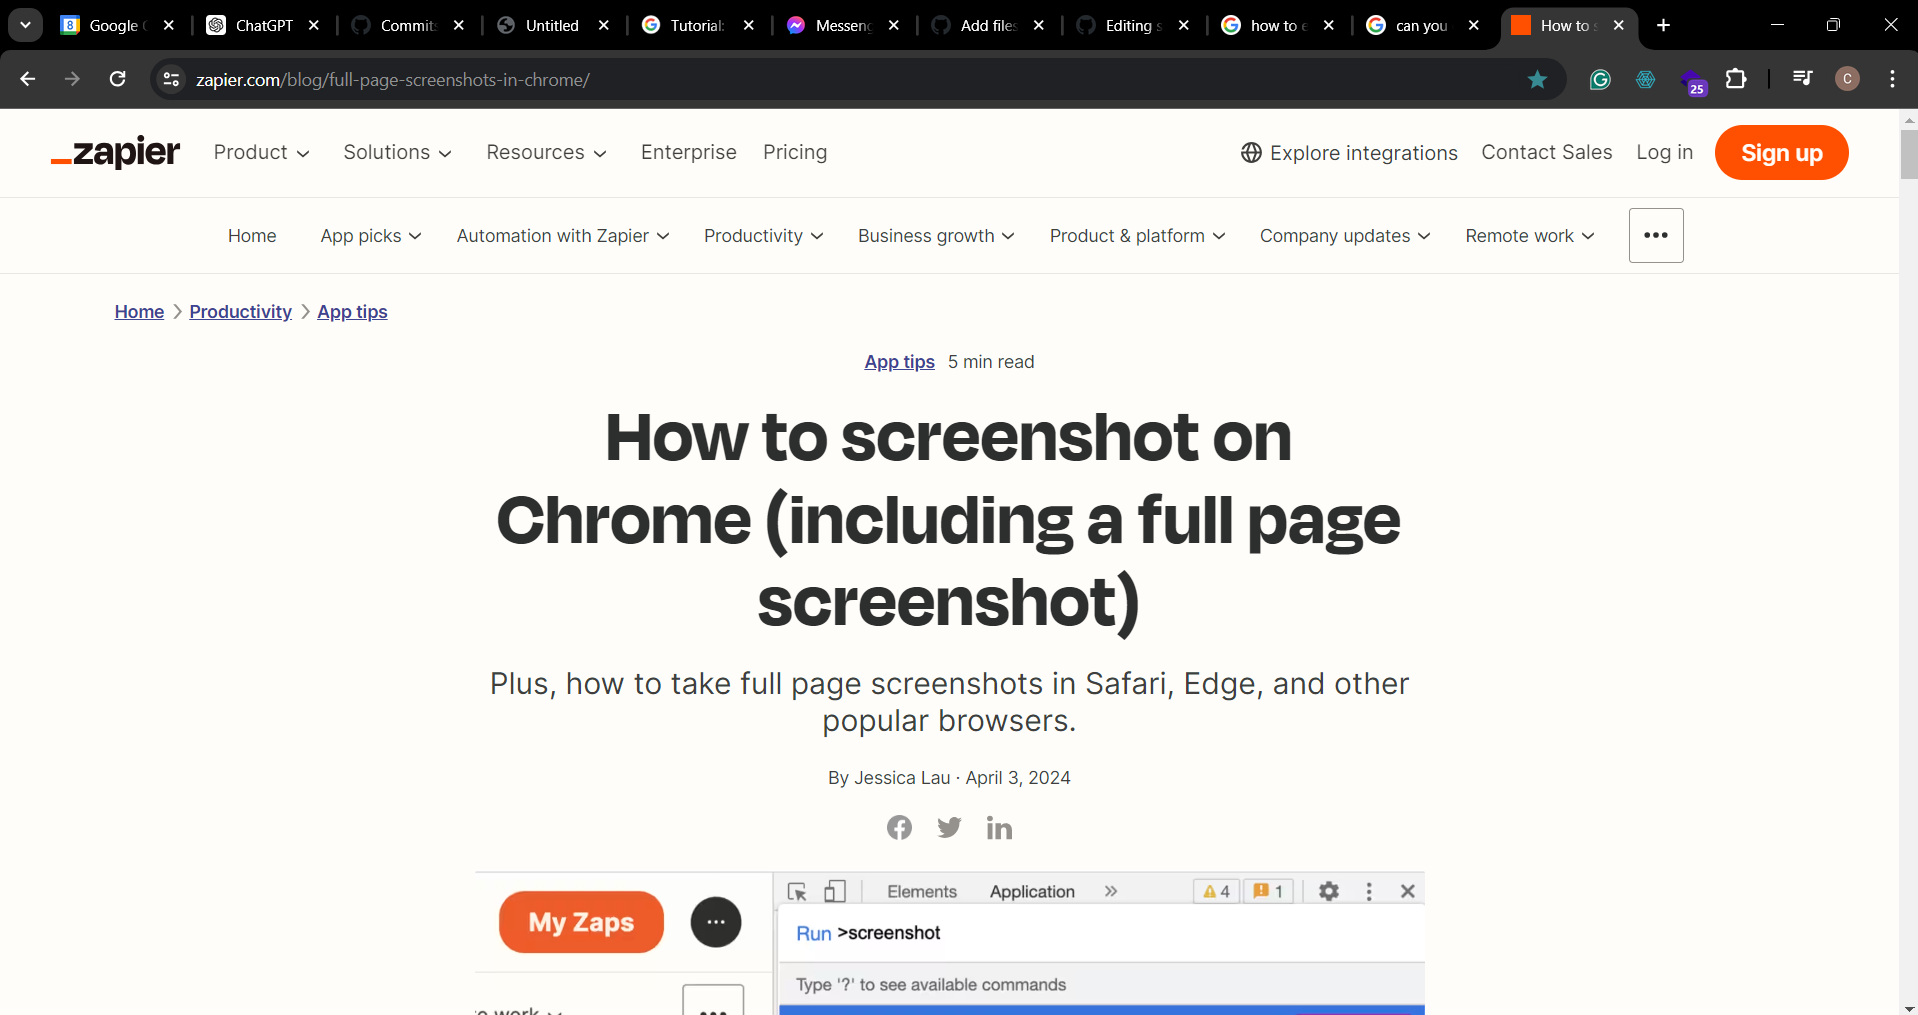 Google C
ChatGPT
Commits
Untitled
Tutorial:
Messeng
Add files
Editing s
how to e
can you
How to s
zapier.com/blog/full-page-screenshots-in-chrome/
25
C
zapier
Product
Solutions
Resources
Enterprise
Pricing
Explore integrations
Contact Sales
Log in
Sign up
Home
App picks
Automation with Zapier
Productivity
Business growth
Product & platform
Company updates
Remote work
Home
Productivity
App tips
App tips 5 min read
How to screenshot on
Chrome (including a full page
screenshot)
Plus, how to take full page screenshots in Safari, Edge, and other
popular browsers.
By Jessica Lau · April 3, 2024
My Zaps
Elements
Application
4
1
Run >screenshot
Type '?' to see available commands
work